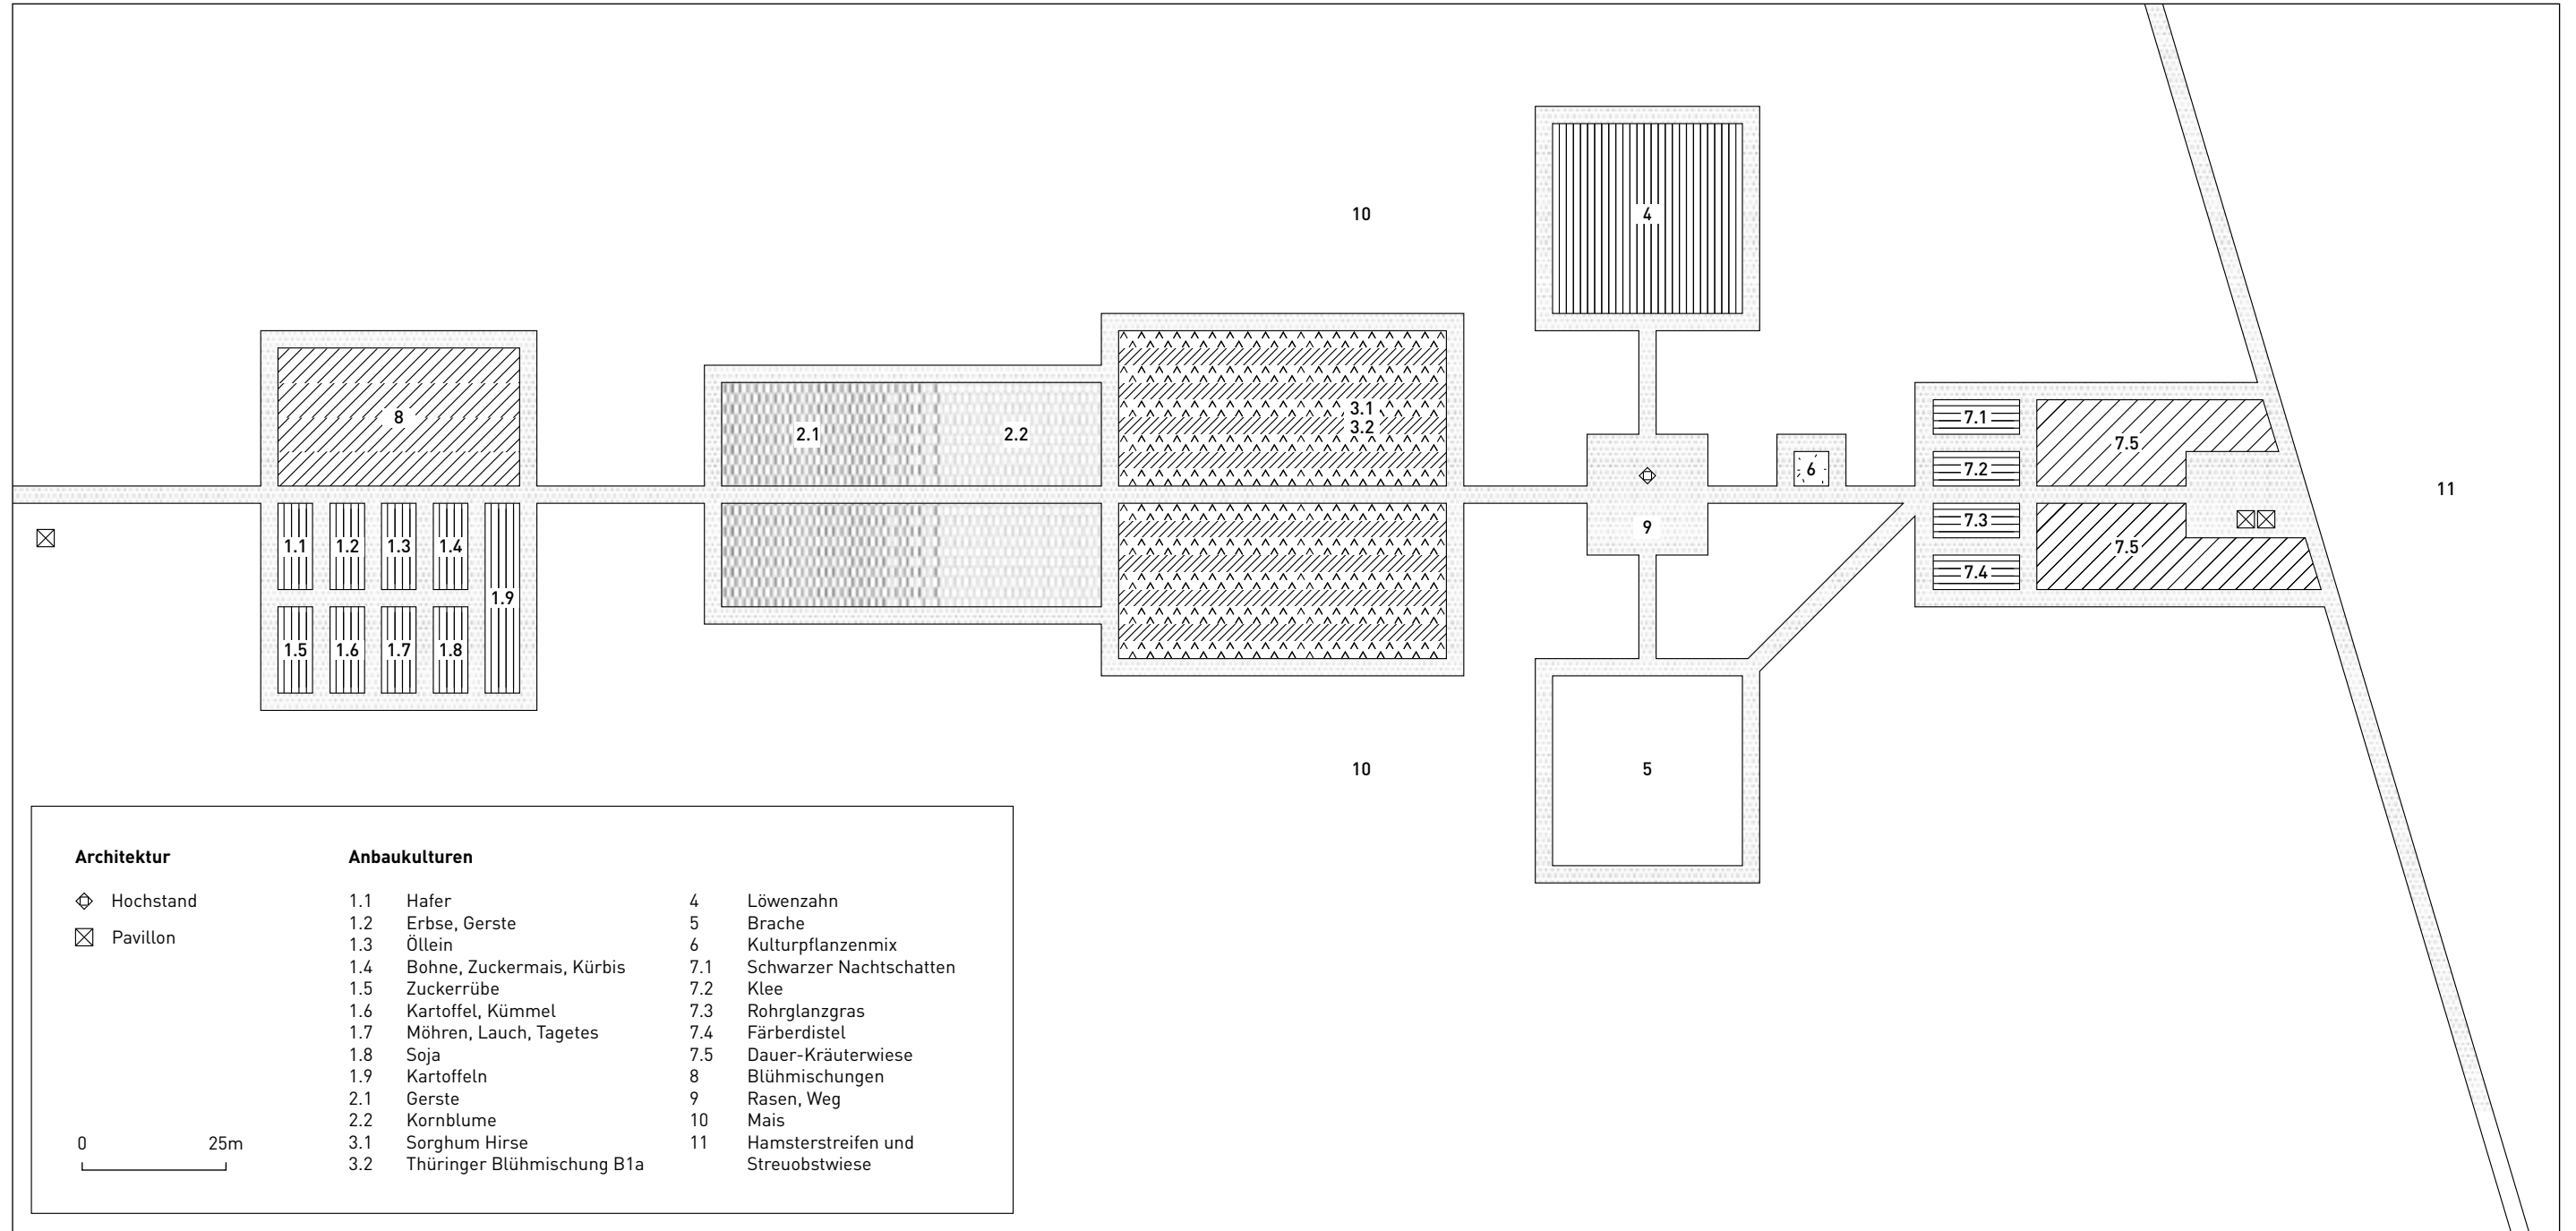 10
4
8
2.1
2.2
3.1
3.2
6
7.1
7.5
7.2
11
9
7.3
7.5
7.4
1.1
1.2
1.3
1.4
1.9
1.5
1.6
1.7
1.8
10
5
Architektur
Hochstand
Pavillon
0 25m
Anbaukulturen
1.1 Hafer
1.2 Erbse, Gerste
1.3 Öllein
1.4 Bohne, Zuckermais, Kürbis
1.5 Zuckerrübe
1.6 Kartoffel, Kümmel
1.7 Möhren, Lauch, Tagetes
1.8 Soja
1.9 Kartoffeln
2.1 Gerste
2.2 Kornblume
3.1 Sorghum Hirse
3.2 Thüringer Blühmischung B1a
4 Löwenzahn
5 Brache
6 Kulturpflanzenmix
7.1 Schwarzer Nachtschatten
7.2 Klee
7.3 Rohrglanzgras
7.4 Färberdistel
7.5 Dauer-Kräuterwiese
8 Blühmischungen
9 Rasen, Weg
10 Mais
11 Hamsterstreifen und
Streuobstwiese